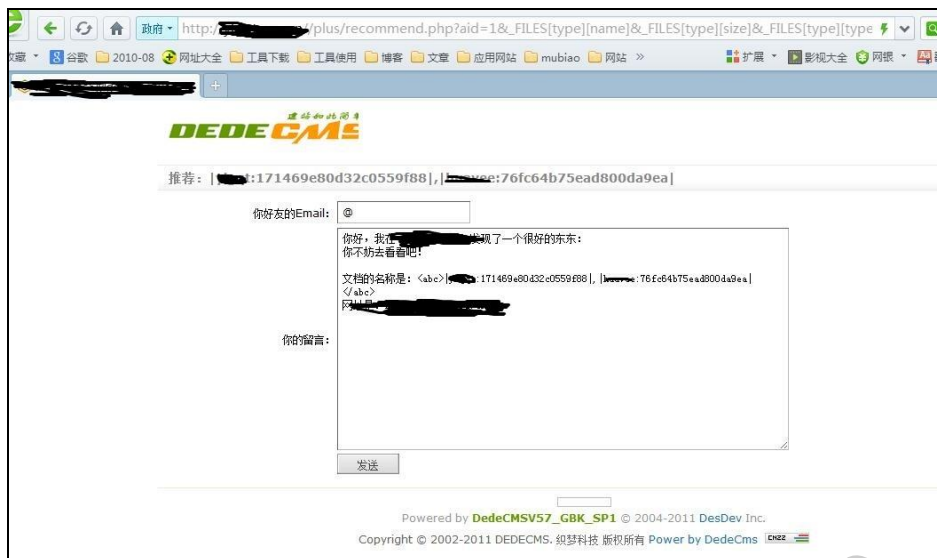 政府 http:/ /plus/recommend.php?aid=1&_FILES[type][name]&_FILES[type][size]&_FILES[type][type
收藏 谷歌 2010-08 网址大全 工具下载 工具使用 博客 文章 应用网站 mubiao 网站 » 扩展 影视大全 网银
DEDECMS
推荐: | :171469e80d32c0559f88|,| :76fc64b75ead800da9ea|
你好友的Email: @
你好,我在 发现了一个很好的东东:
你不妨去看看吧!
文档的名称是:<abc>| :171469e80d32c0559f88|,| :76fc64b75ead800da9ea|
</abc>
网址是
你的留言:
发送
Powered by DedeCMSV57_GBK_SP1 © 2004-2011 DesDev Inc.
Copyright © 2002-2011 DEDECMS. 织梦科技 版权所有 Power by DedeCms CNZZ